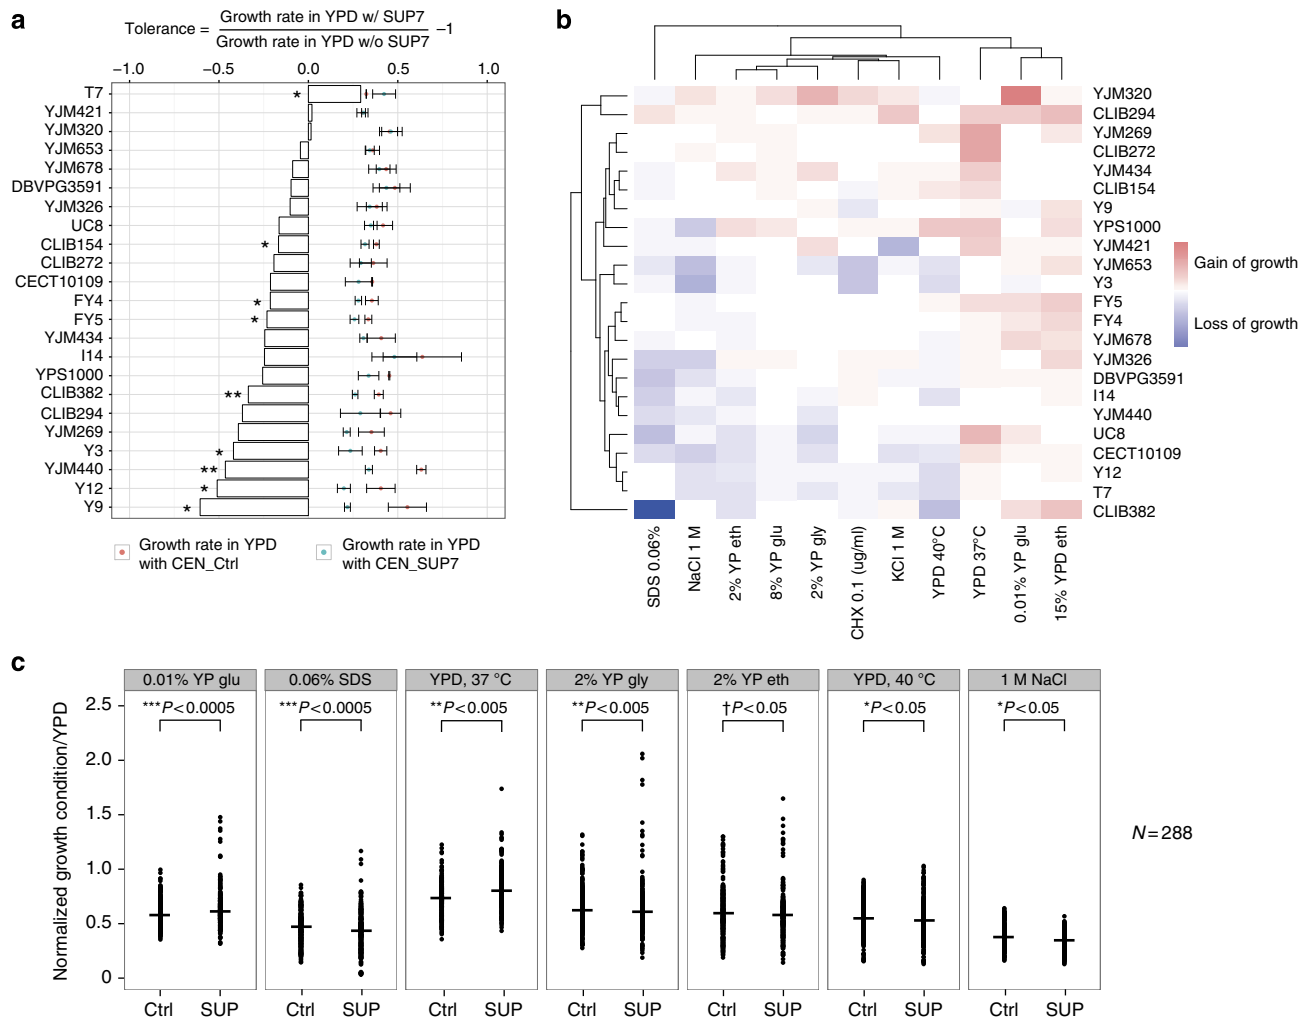 a
Tolerance = Growth rate in YPD w/ SUP7 / Growth rate in YPD w/o SUP7 −1
−1.0 −0.5 0.0 0.5 1.0
T7 *
YJM421
YJM320
YJM653
YJM678
DBVPG3591
YJM326
UC8
CLIB154 *
CLIB272
CECT10109
FY4 *
FY5 *
YJM434
I14
YPS1000
CLIB382 **
CLIB294
YJM269
Y3 *
YJM440 **
Y12 *
Y9 *
Growth rate in YPD
with CEN_Ctrl
Growth rate in YPD
with CEN_SUP7
b
YJM320
CLIB294
YJM269
CLIB272
YJM434
CLIB154
Y9
YPS1000
YJM421
YJM653
Y3
FY5
FY4
YJM678
YJM326
DBVPG3591
I14
YJM440
UC8
CECT10109
Y12
T7
CLIB382
Gain of growth
Loss of growth
SDS 0.06%
NaCl 1 M
2% YP eth
8% YP glu
2% YP gly
CHX 0.1 (ug/ml)
KCl 1 M
YPD 40°C
YPD 37°C
0.01% YP glu
15% YPD eth
c
0.01% YP glu 0.06% SDS YPD, 37 °C 2% YP gly 2% YP eth YPD, 40 °C 1 M NaCl
***P<0.0005 ***P<0.0005 **P<0.005 **P<0.005 †P<0.05 *P<0.05 *P<0.05
Normalized growth condition/YPD
2.5
2.0
1.5
1.0
0.5
0
N=288
Ctrl SUP Ctrl SUP Ctrl SUP Ctrl SUP Ctrl SUP Ctrl SUP Ctrl SUP